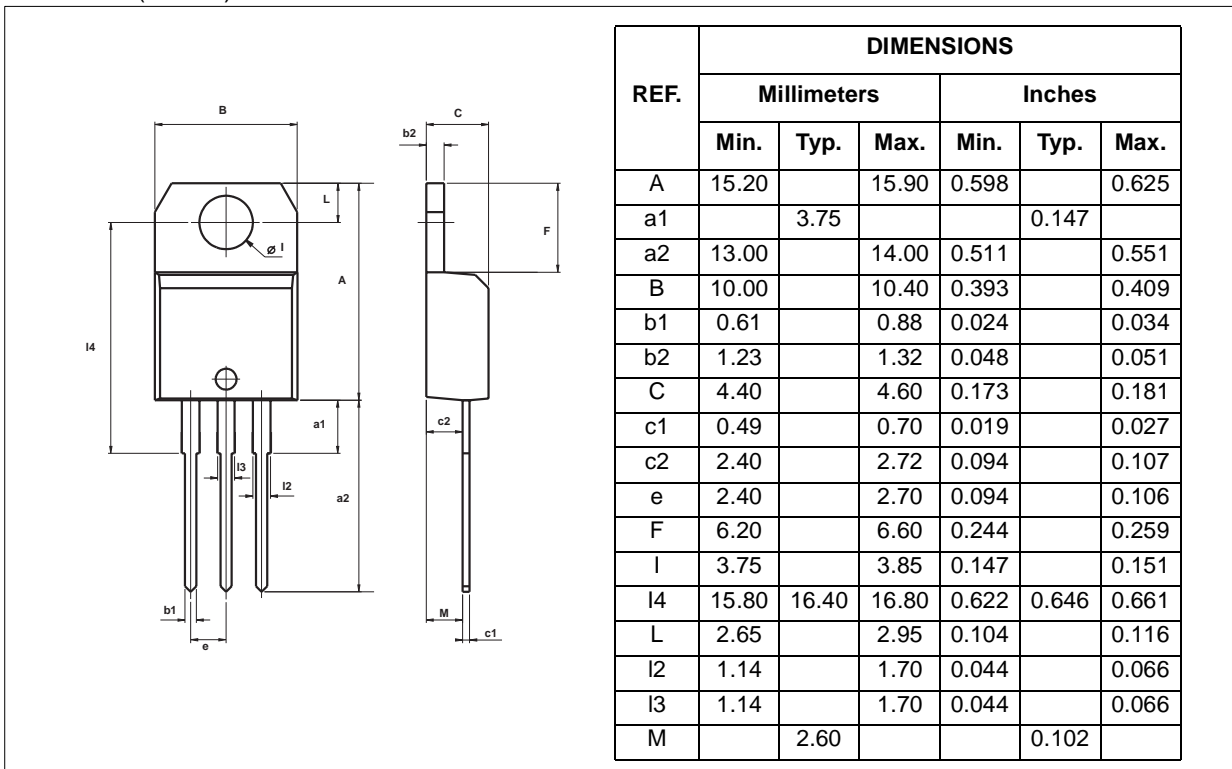 B
C
b2
L
F
ø I
A
l4
a1
c2
l3
l2
a2
b1
M
c1
e
DIMENSIONS
REF. Millimeters Inches
Min. Typ. Max. Min. Typ. Max.
A 15.20 15.90 0.598 0.625
a1 3.75 0.147
a2 13.00 14.00 0.511 0.551
B 10.00 10.40 0.393 0.409
b1 0.61 0.88 0.024 0.034
b2 1.23 1.32 0.048 0.051
C 4.40 4.60 0.173 0.181
c1 0.49 0.70 0.019 0.027
c2 2.40 2.72 0.094 0.107
e 2.40 2.70 0.094 0.106
F 6.20 6.60 0.244 0.259
I 3.75 3.85 0.147 0.151
I4 15.80 16.40 16.80 0.622 0.646 0.661
L 2.65 2.95 0.104 0.116
l2 1.14 1.70 0.044 0.066
l3 1.14 1.70 0.044 0.066
M 2.60 0.102